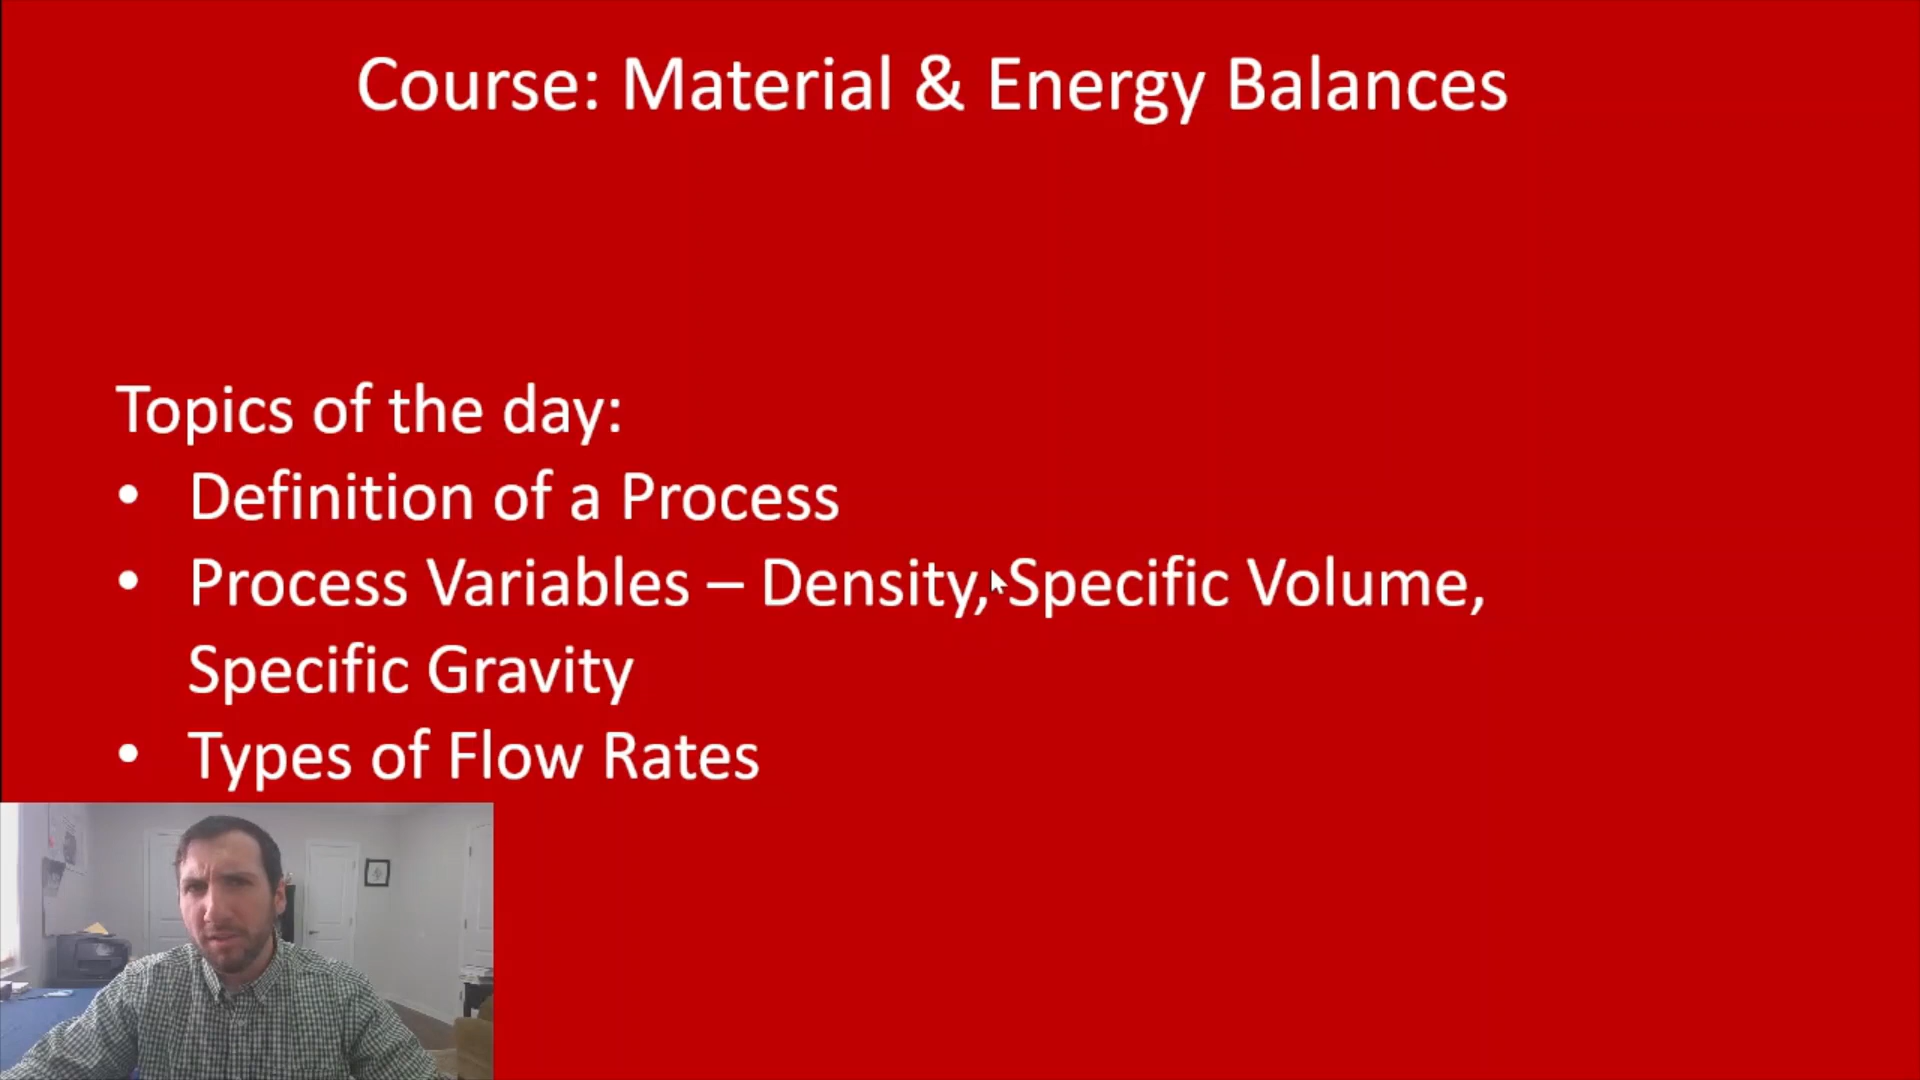 Course: Material & Energy Balances
Topics of the day:
• Definition of a Process
• Process Variables – Density, Specific Volume,
Specific Gravity
• Types of Flow Rates